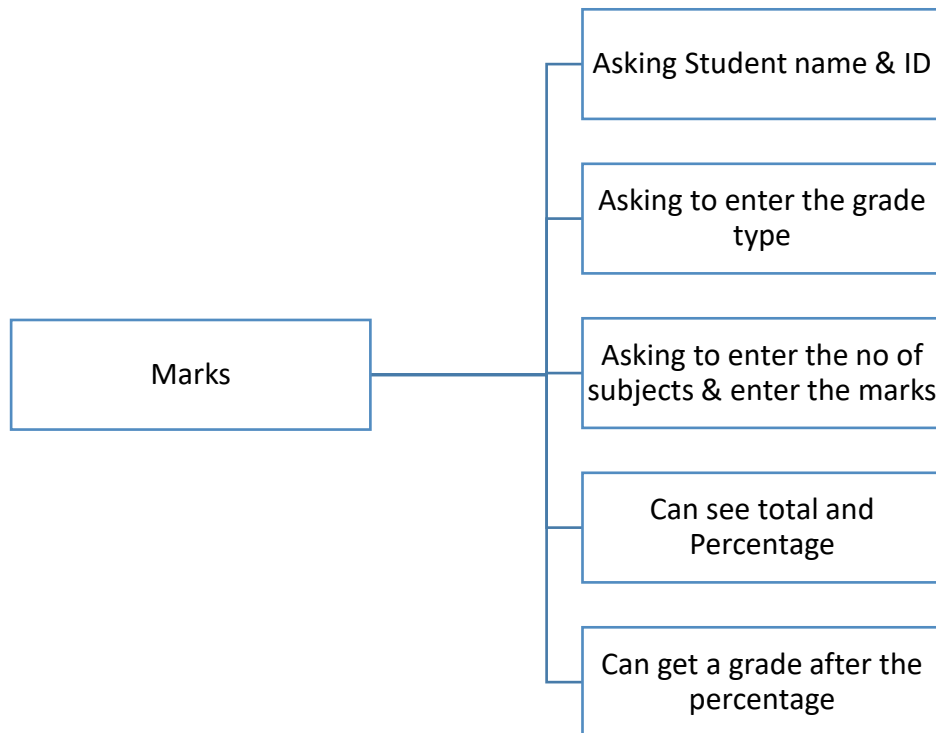 Asking Student name & ID
Asking to enter the grade
type
Marks
Asking to enter the no of
subjects & enter the marks
Can see total and
Percentage
Can get a grade after the
percentage